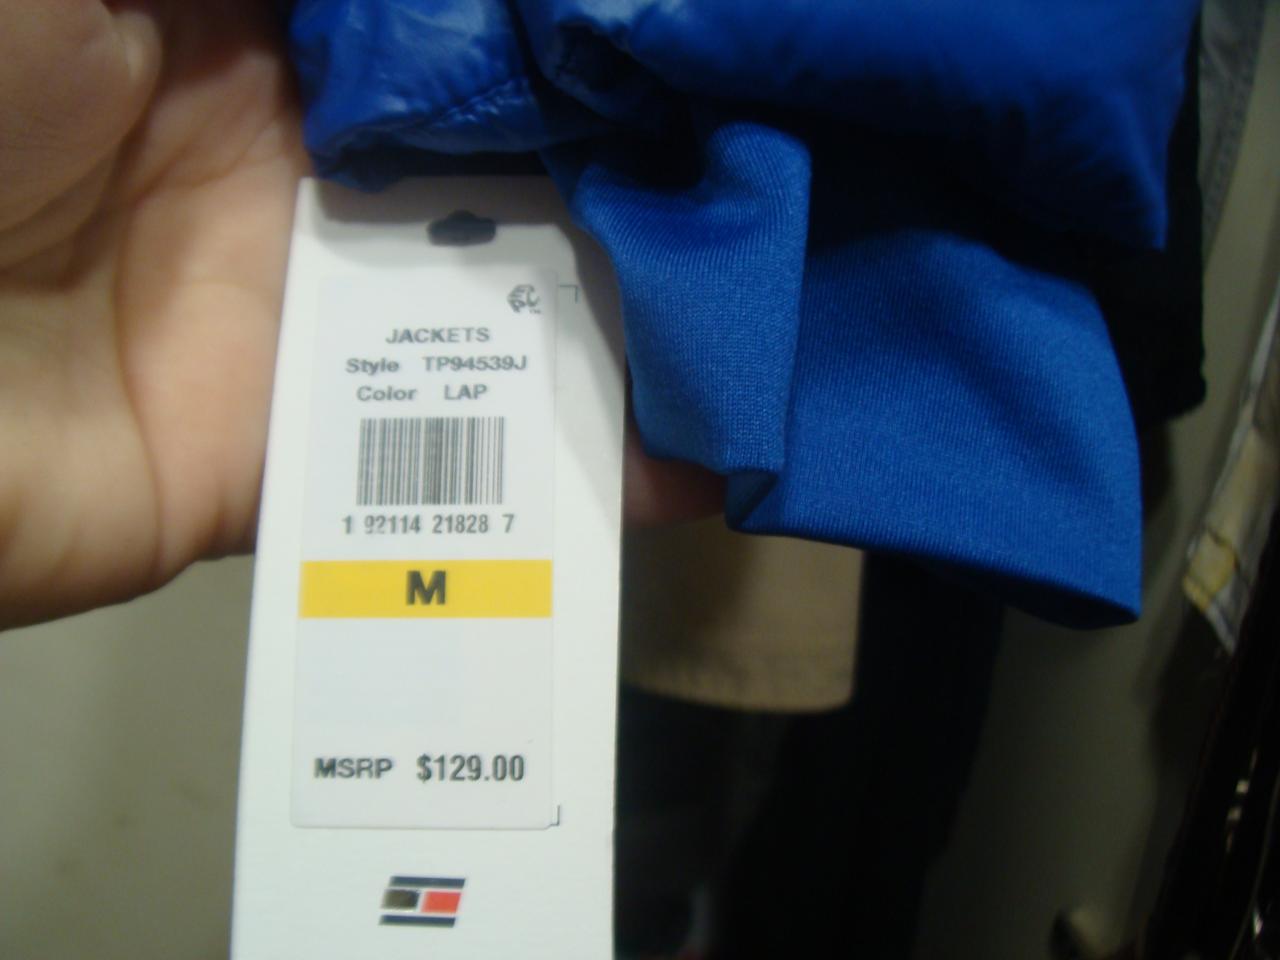 JACKETS
Style TP94539J
Color LAP
1 92114 21828 7
M
MSRP $129.00